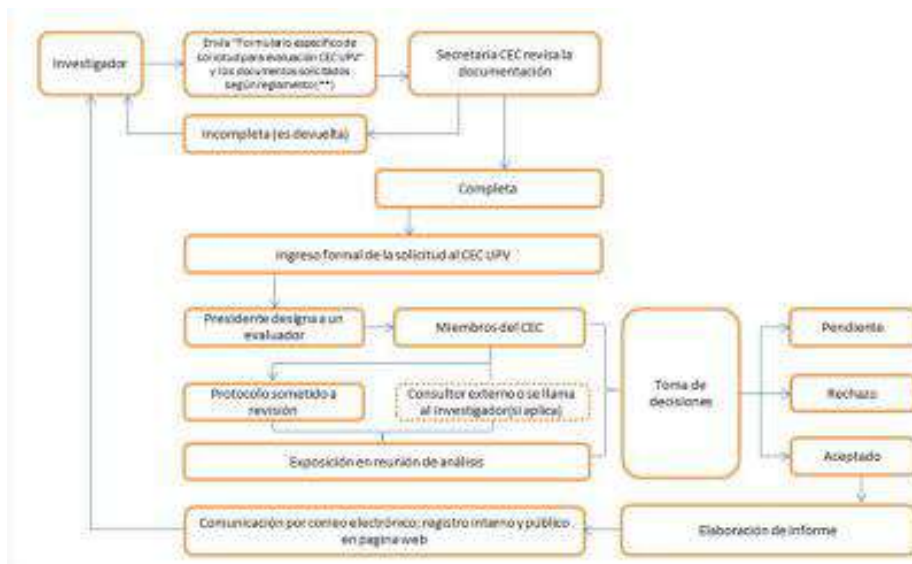 Investigador
Envía "Formulario específico de
solicitud para evaluación CEC UPV"
y los documentos solicitados
según reglamento(**)
Secretaria CEC revisa la
documentación
Incompleta (es devuelta)
Completa
Ingreso formal de la solicitud al CEC UPV
Presidente designa a un
evaluador
Miembros del CEC
Protocolo sometido a
revisión
Consultor externo o se llama
al Investigador(si aplica)
Exposición en reunión de análisis
Toma de
decisiones
Pendiente
Rechazo
Aceptado
Elaboración de informe
Comunicación por correo electrónico; registro interno y público
en pagina web